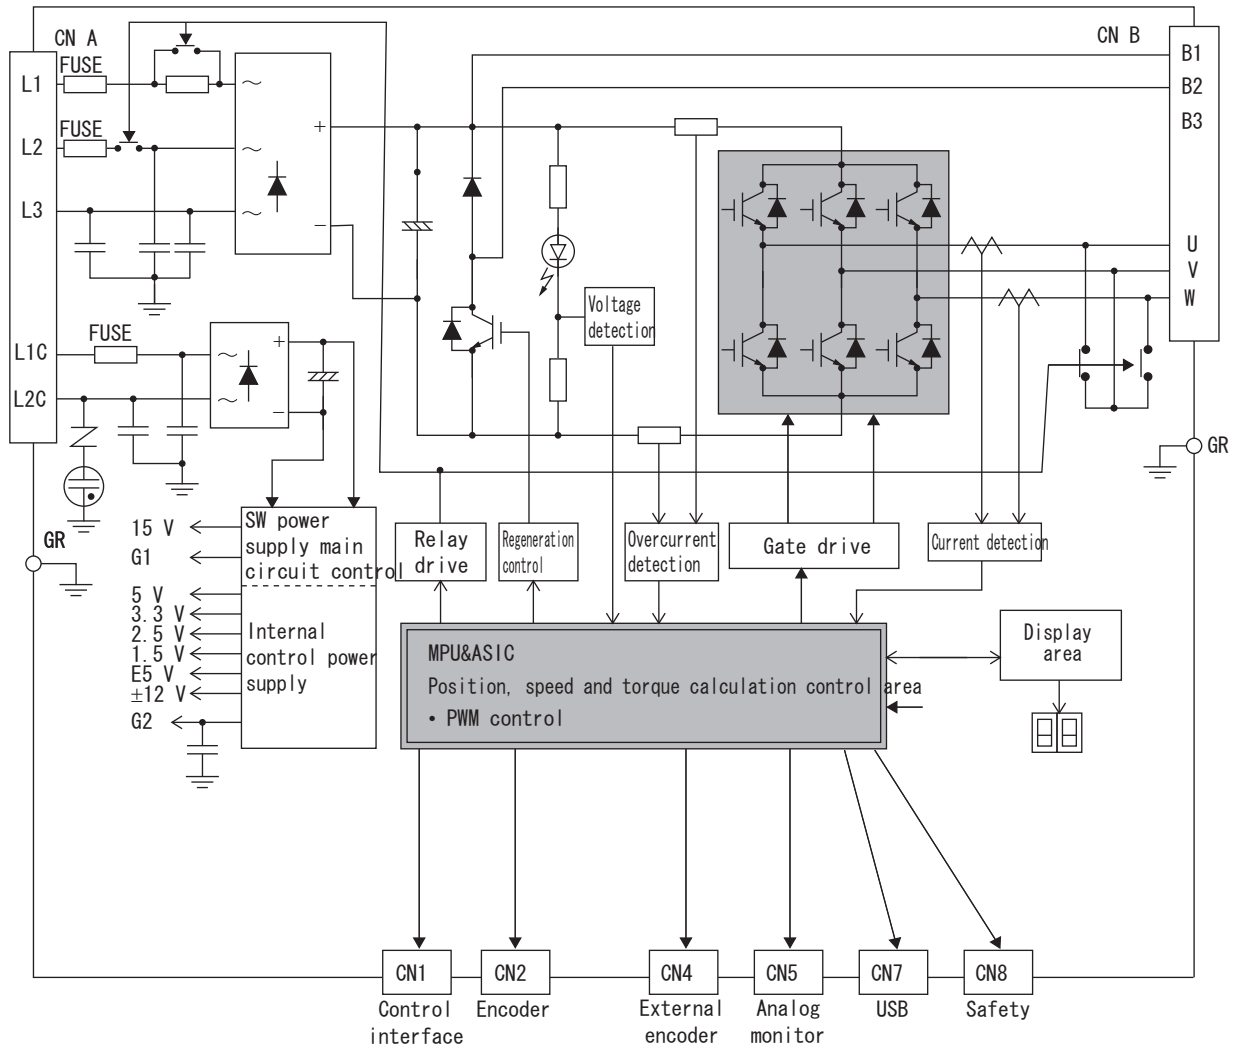 CN A
CN B
FUSE
L1
FUSE
L2
L3
+
−
B1
B2
B3
U
V
W
FUSE
L1C
L2C
+
−
Voltage
detection
GR
GR
15 V
G1
5 V
3.3 V
2.5 V
1.5 V
E5 V
±12 V
G2
SW power
supply main
circuit control
Internal
control power
supply
Relay
drive
Regeneration
control
Overcurrent
detection
Gate drive
Current detection
MPU&ASIC
Position, speed and torque calculation control area
• PWM control
Display
area
CN1
CN2
CN4
CN5
CN7
CN8
Control
interface
Encoder
External
encoder
Analog
monitor
USB
Safety